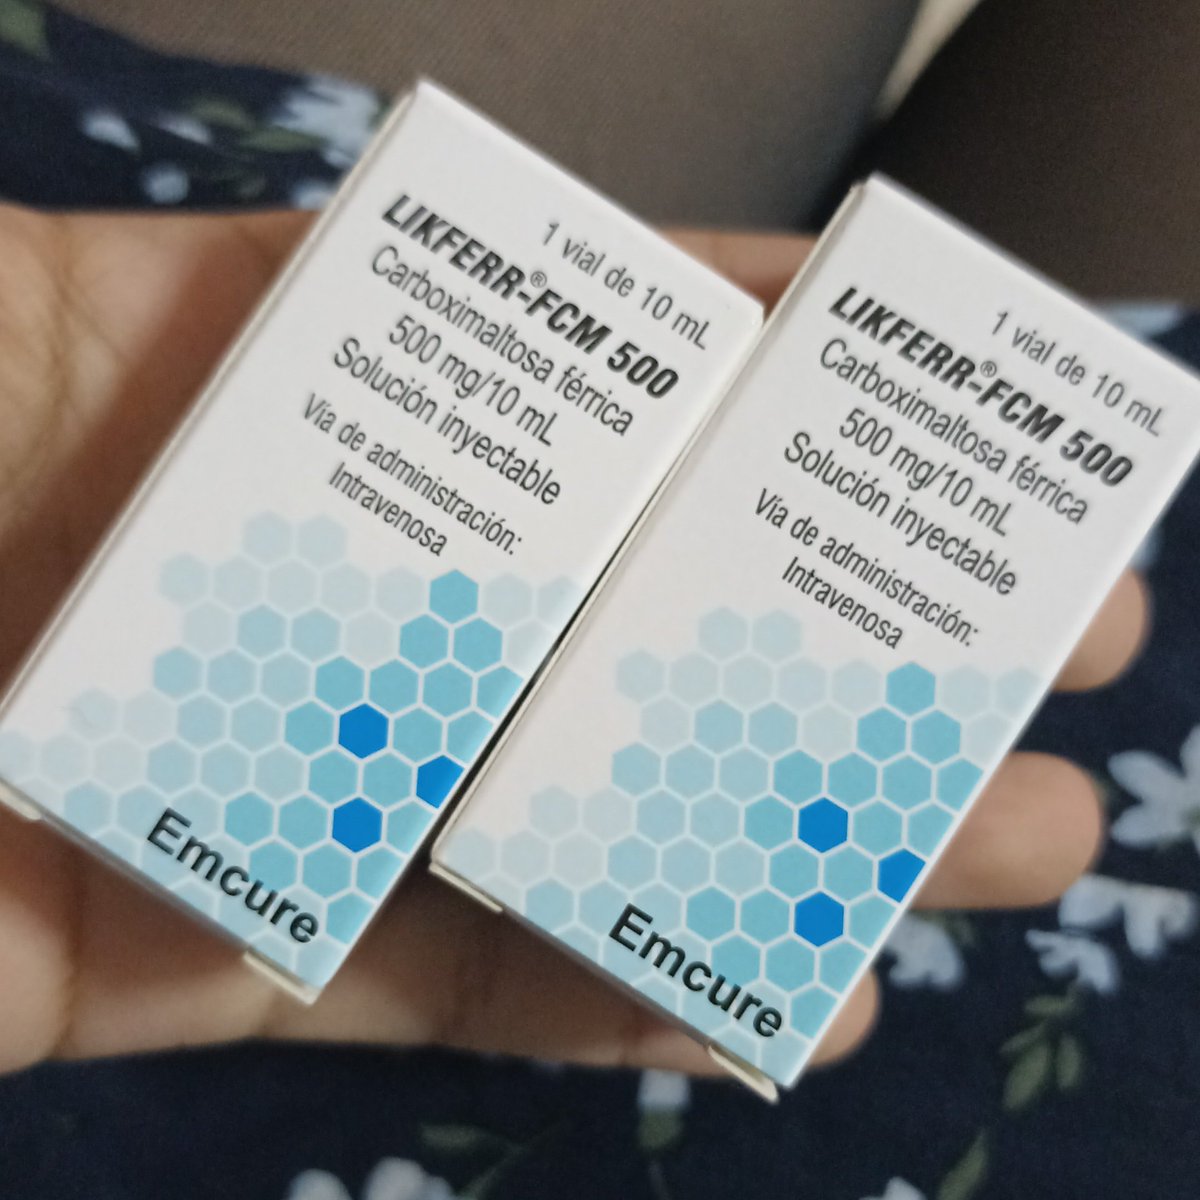 1 vial de 10 mL
LIKFERR®-FCM 500
Carboximaltosa férrica
500 mg/10 mL
Solución inyectable
Vía de administración:
Intravenosa
Emcure
1 vial de 10 mL
LIKFERR®-FCM 500
Carboximaltosa férrica
500 mg/10 mL
Solución inyectable
Vía de administración:
Intravenosa
Emcure